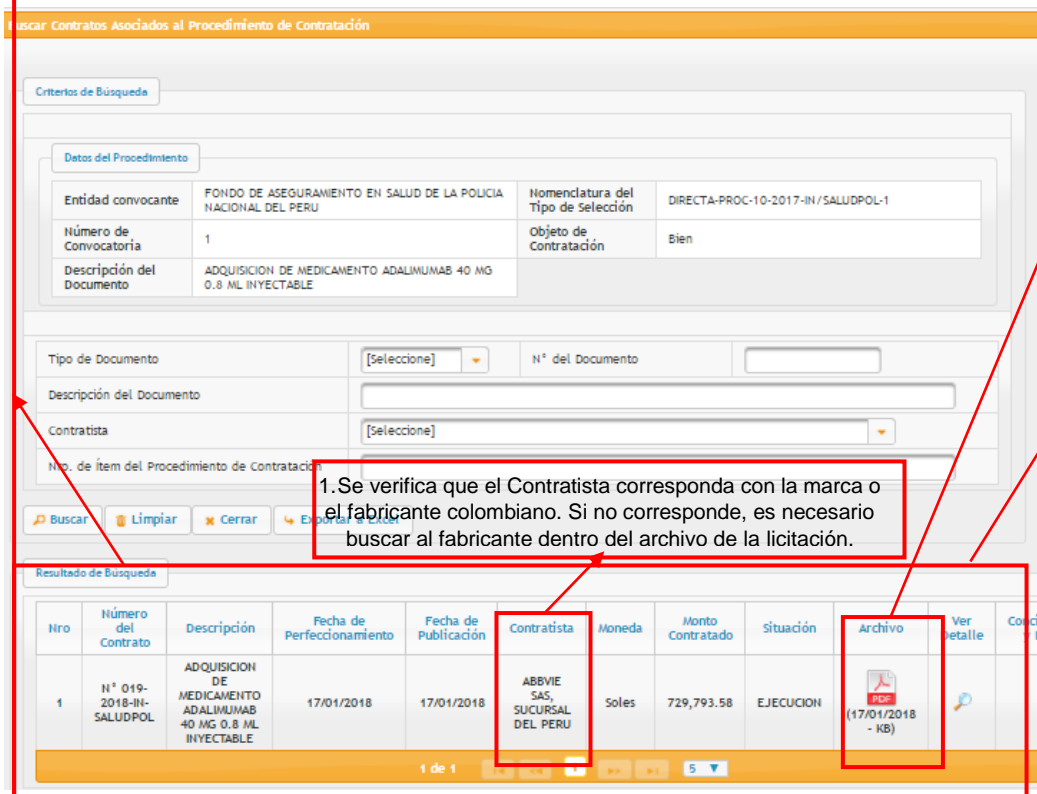 Buscar Contratos Asociados al Procedimiento de Contratación
Criterios de Búsqueda
Datos del Procedimiento
Entidad convocante
FONDO DE ASEGURAMIENTO EN SALUD DE LA POLICIA
NACIONAL DEL PERU
Nomenclatura del
Tipo de Selección
DIRECTA-PROC-10-2017-IN/SALUDPOL-1
Número de
Convocatoria
1
Objeto de
Contratación
Bien
Descripción del
Documento
ADQUISICION DE MEDICAMENTO ADALIMUMAB 40 MG
0.8 ML INYECTABLE
Tipo de Documento
[Seleccione]
N° del Documento
Descripción del Documento
Contratista
[Seleccione]
Nro. de Ítem del Procedimiento de Contratación
1.Se verifica que el Contratista corresponda con la marca o
el fabricante colombiano. Si no corresponde, es necesario
buscar al fabricante dentro del archivo de la licitación.
Buscar
Limpiar
Cerrar
Exportar a Excel
Resultado de Búsqueda
Nro
Número
del
Contrato
Descripción
Fecha de
Perfeccionamiento
Fecha de
Publicación
Contratista
Moneda
Monto
Contratado
Situación
Archivo
Ver
Detalle
1
N° 019-
2018-IN-
SALUDPOL
ADQUISICION
DE
MEDICAMENTO
ADALIMUMAB
40 MG 0.8 ML
INYECTABLE
17/01/2018
17/01/2018
ABBVIE
SAS,
SUCURSAL
DEL PERU
Soles
729,793.58
EJECUCION
PDF
(17/01/2018
- KB)
1 de 1
1
5